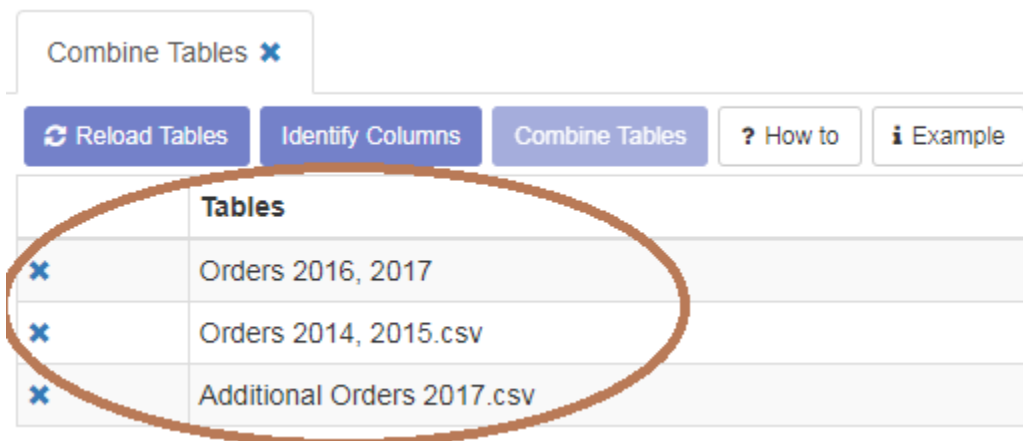 Combine Tables ✖
Reload Tables Identify Columns Combine Tables ? How to i Example
Tables
Orders 2016, 2017
Orders 2014, 2015.csv
Additional Orders 2017.csv